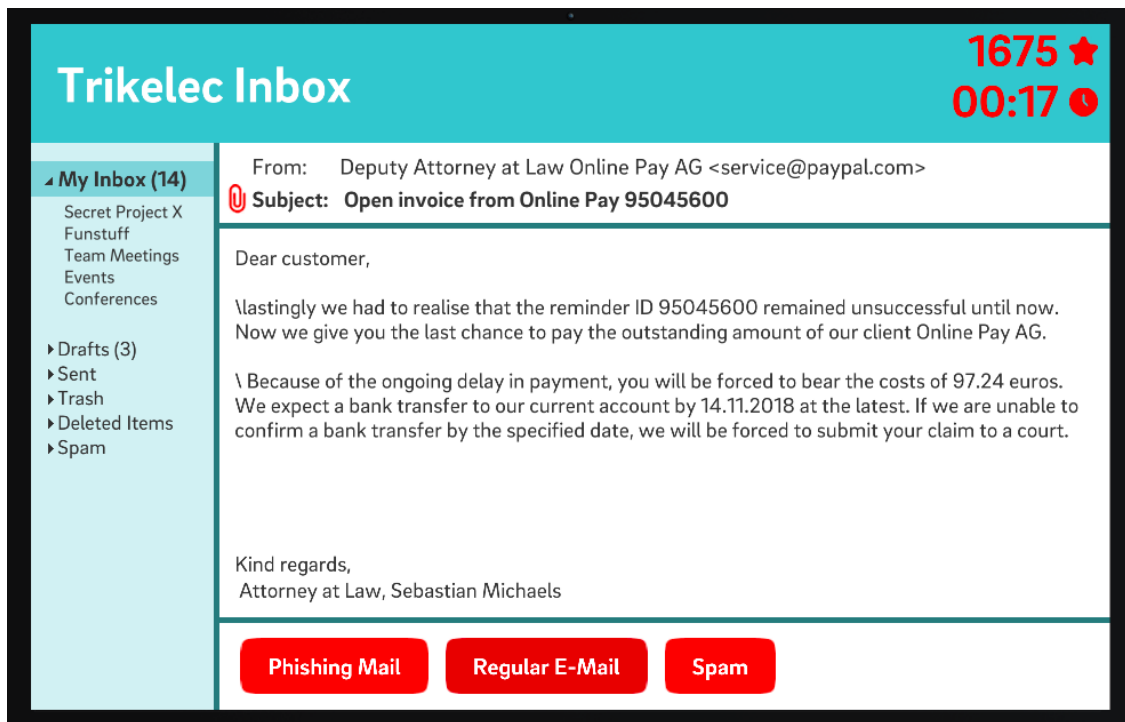 Trikelec Inbox
1675
00:17
My Inbox (14)
Secret Project X
Funstuff
Team Meetings
Events
Conferences
Drafts (3)
Sent
Trash
Deleted Items
Spam
From: Deputy Attorney at Law Online Pay AG <service@paypal.com>
Subject: Open invoice from Online Pay 95045600
Dear customer,
\lastingly we had to realise that the reminder ID 95045600 remained unsuccessful until now.
Now we give you the last chance to pay the outstanding amount of our client Online Pay AG.
\ Because of the ongoing delay in payment, you will be forced to bear the costs of 97.24 euros.
We expect a bank transfer to our current account by 14.11.2018 at the latest. If we are unable to
confirm a bank transfer by the specified date, we will be forced to submit your claim to a court.
Kind regards,
Attorney at Law, Sebastian Michaels
Phishing Mail
Regular E-Mail
Spam